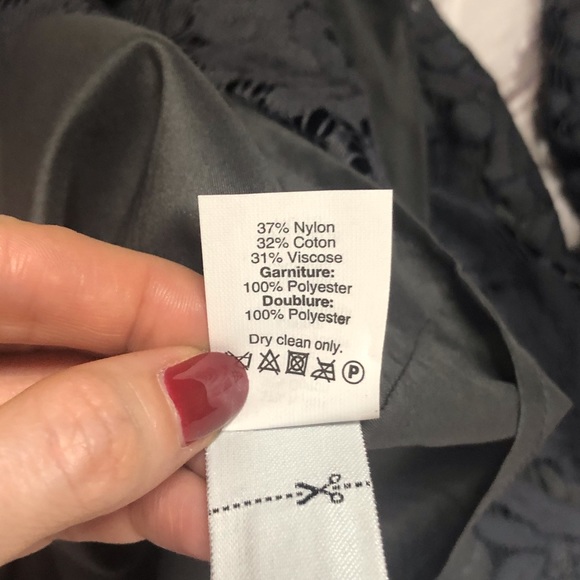 37% Nylon
32% Coton
31% Viscose
Garniture:
100% Polyester
Doublure:
100% Polyester
Dry clean only.
P